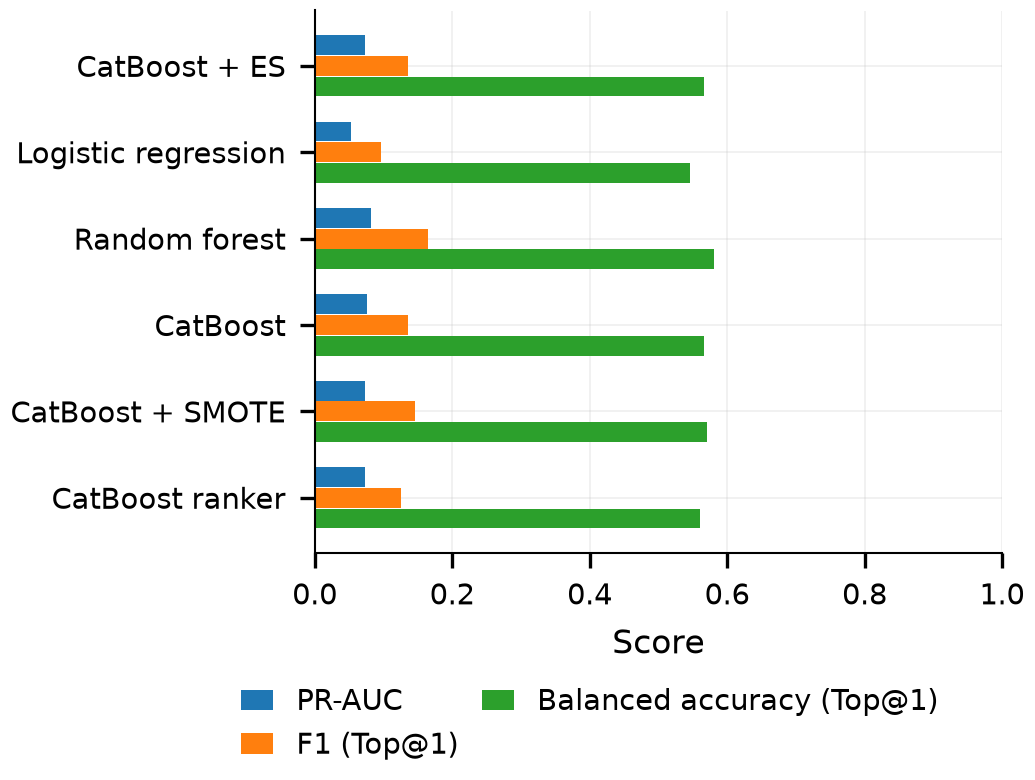 CatBoost + ES
Logistic regression
Random forest
CatBoost
CatBoost + SMOTE
CatBoost ranker
0.0 0.2 0.4 0.6 0.8 1.0
Score
PR-AUC Balanced accuracy (Top@1)
F1 (Top@1)